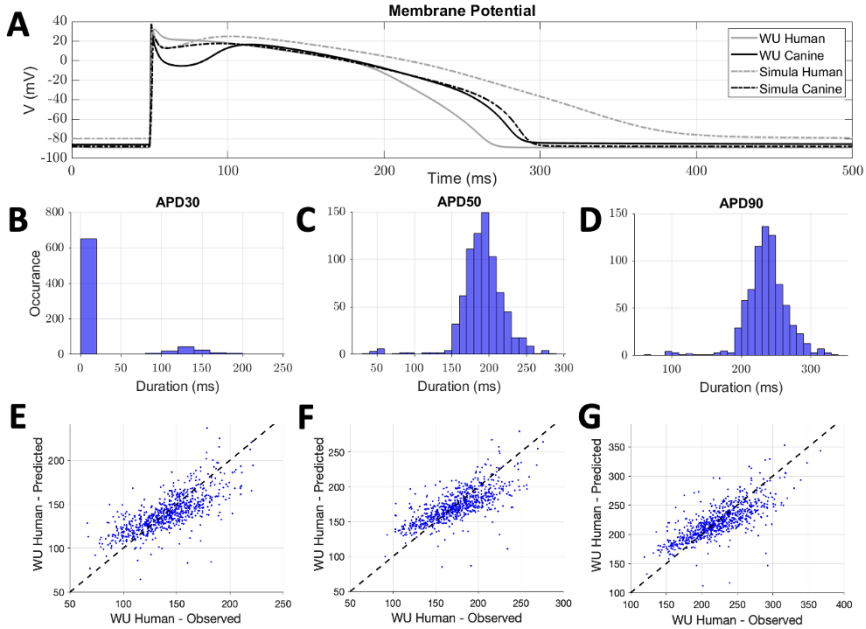 A
Membrane Potential
V (mV)
40
20
0
-20
-40
-60
-80
-100
0
100
200
300
400
500
Time (ms)
WU Human
WU Canine
Simula Human
Simula Canine
B
APD30
Occurance
800
600
400
200
0
0
50
100
150
200
250
Duration (ms)
C
APD50
150
100
50
0
50
100
150
200
250
300
Duration (ms)
D
APD90
150
100
50
0
100
200
300
Duration (ms)
E
WU Human - Predicted
200
150
100
50
50
100
150
200
250
WU Human - Observed
F
WU Human - Predicted
250
200
150
100
50
50
100
150
200
250
300
WU Human - Observed
G
WU Human - Predicted
350
300
250
200
150
100
100
150
200
250
300
350
400
WU Human - Observed